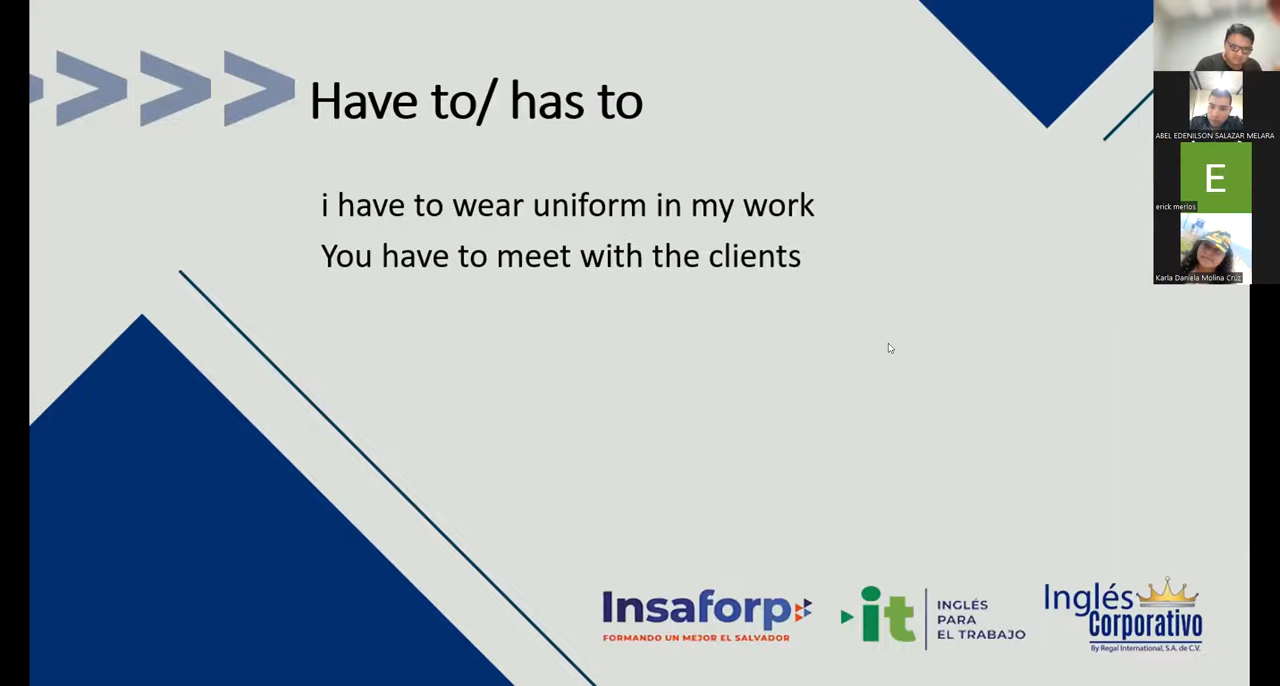 Have to/ has to
i have to wear uniform in my work
You have to meet with the clients
ABEL EDENILSON SALAZAR MELARA
E
erick merlos
Karla Daniela Molina Cruz
Insaforp
FORMANDO UN MEJOR EL SALVADOR
it
INGLÉS
PARA
EL TRABAJO
Inglés
Corporativo
By Regal International, S.A. de C.V.